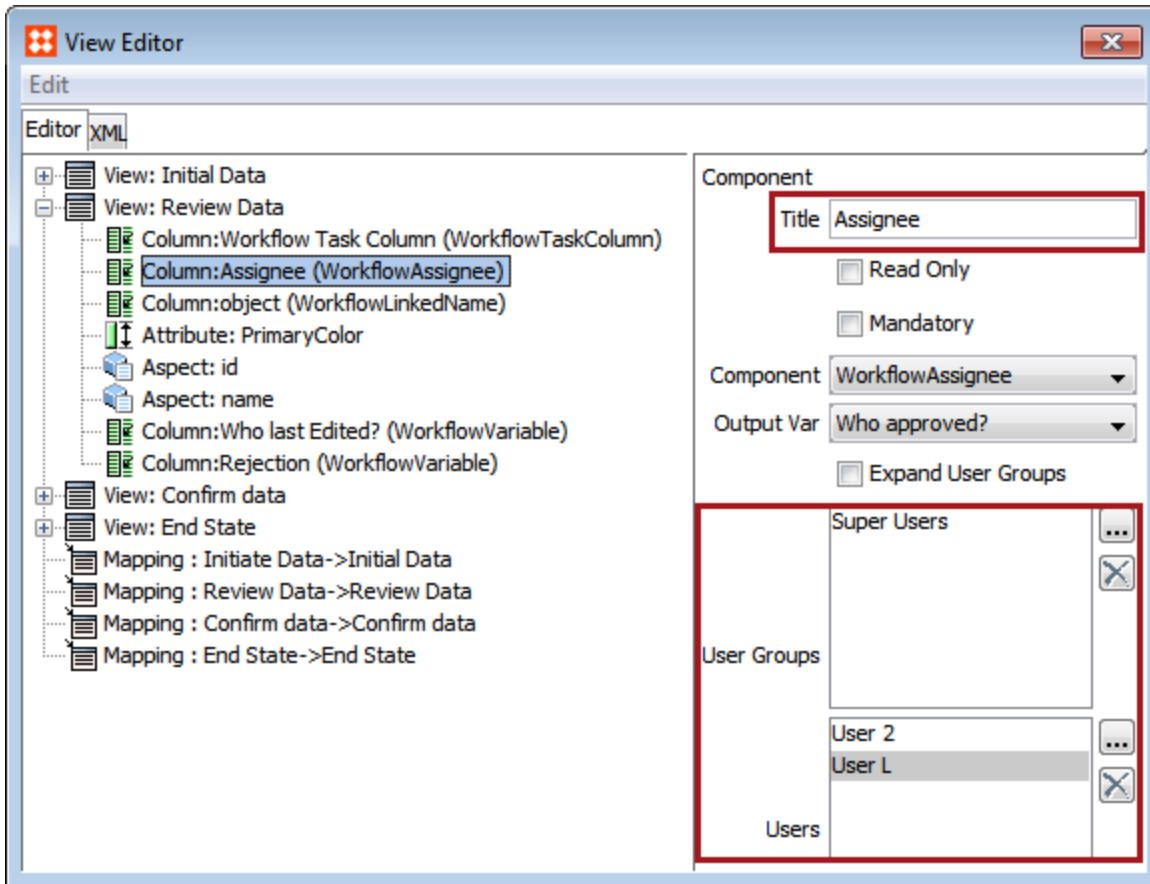 View Editor
Edit
Editor XML
View: Initial Data
View: Review Data
Column:Workflow Task Column (WorkflowTaskColumn)
Column:Assignee (WorkflowAssignee)
Column:object (WorkflowLinkedName)
Attribute: PrimaryColor
Aspect: id
Aspect: name
Column:Who last Edited? (WorkflowVariable)
Column:Rejection (WorkflowVariable)
View: Confirm data
View: End State
Mapping : Initiate Data->Initial Data
Mapping : Review Data->Review Data
Mapping : Confirm data->Confirm data
Mapping : End State->End State
Component
Title Assignee
Read Only
Mandatory
Component WorkflowAssignee
Output Var Who approved?
Expand User Groups
Super Users
...
User Groups
User 2
...
User L
Users